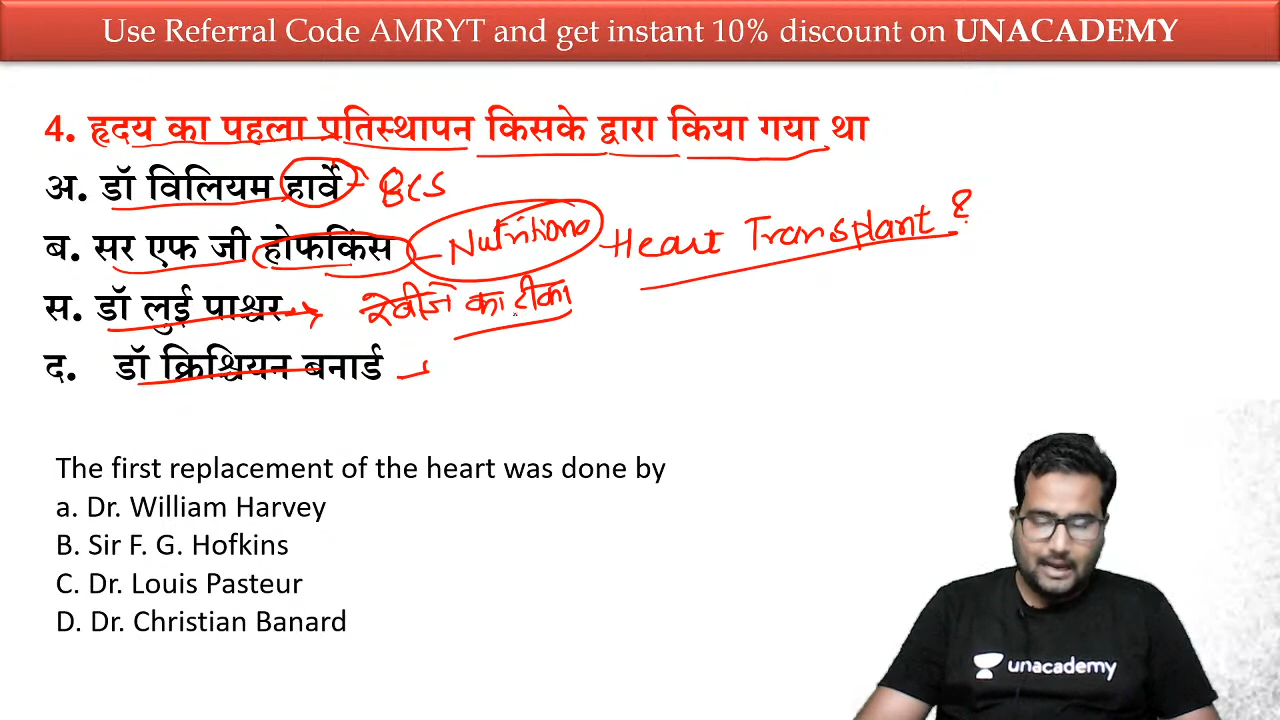 Use Referral Code AMRYT and get instant 10% discount on UNACADEMY
4. हृदय का पहला प्रतिस्थापन किसके द्वारा किया गया था
अ. डॉ विलियम हार्वे BCS
ब. सर एफ जी होफकिंस Nutritions Heart Transplant ?
स. डॉ लुई पाश्चर → रेबीज का टीका
द. डॉ क्रिश्चियन बनार्ड
The first replacement of the heart was done by
a. Dr. William Harvey
B. Sir F. G. Hofkins
C. Dr. Louis Pasteur
D. Dr. Christian Banard
unacademy